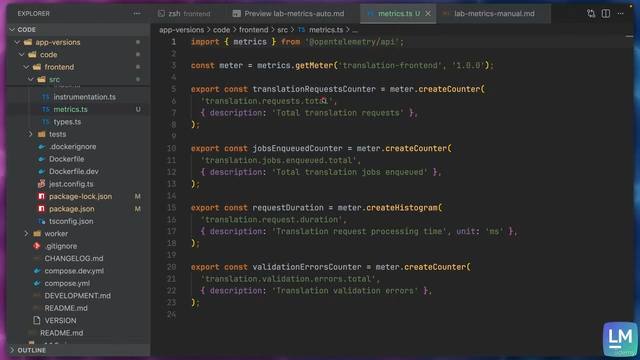 EXPLORER
zsh frontend
Preview lab-metrics-auto.md
metrics.ts U
lab-metrics-manual.md
CODE
app-versions > code > frontend > src > metrics.ts > ...
app-versions
code
frontend
src
index.ts
instrumentation.ts
metrics.ts U
types.ts
tests
.dockerignore
Dockerfile
Dockerfile.dev
jest.config.ts
package-lock.json M
package.json M
tsconfig.json
worker
.gitignore
CHANGELOG.md
compose.dev.yml
compose.yml
DEVELOPMENT.md
README.md
VERSION
README.md
OUTLINE
1 import { metrics } from '@opentelemetry/api';
2
3 const meter = metrics.getMeter('translation-frontend', '1.0.0');
4
5 export const translationRequestsCounter = meter.createCounter(
6 'translation.requests.total',
7 { description: 'Total translation requests' },
8 );
9
10 export const jobsEnqueuedCounter = meter.createCounter(
11 'translation.jobs.enqueued.total',
12 { description: 'Total translation jobs enqueued' },
13 );
14
15 export const requestDuration = meter.createHistogram(
16 'translation.request.duration',
17 { description: 'Translation request processing time', unit: 'ms' },
18 );
19
20 export const validationErrorsCounter = meter.createCounter(
21 'translation.validation.errors.total',
22 { description: 'Translation validation errors' },
23 );
24
LM